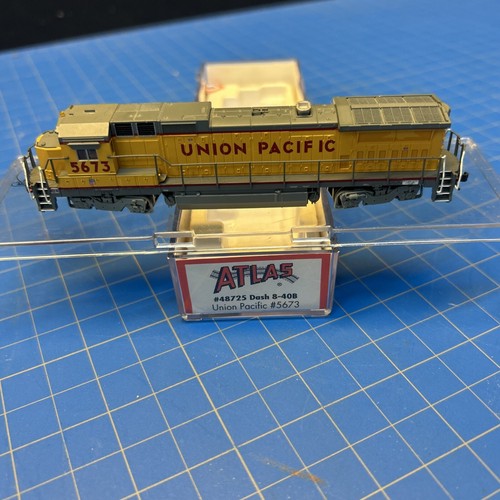 UNION PACIFIC
5673
ATLAS
#48725 Dash 8-40B
Union Pacific #5673